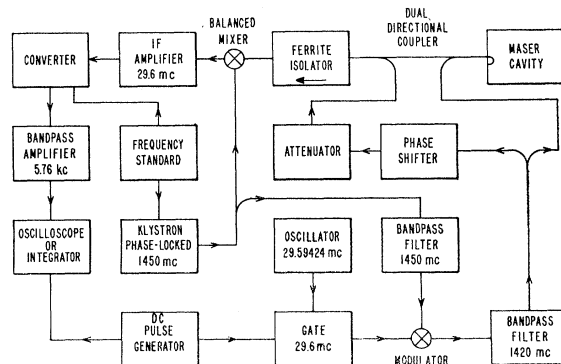 DUAL
DIRECTIONAL
COUPLER
BALANCED
MIXER
CONVERTER
IF
AMPLIFIER
29.6 mc
FERRITE
ISOLATOR
MASER
CAVITY
BANDPASS
AMPLIFIER
5.76 kc
FREQUENCY
STANDARD
ATTENUATOR
PHASE
SHIFTER
OSCILLOSCOPE
OR
INTEGRATOR
KLYSTRON
PHASE-LOCKED
1450 mc
OSCILLATOR
29.59424 mc
BANDPASS
FILTER
1450 mc
DC
PULSE
GENERATOR
GATE
29.6 mc
MODULATOR
BANDPASS
FILTER
1420 mc